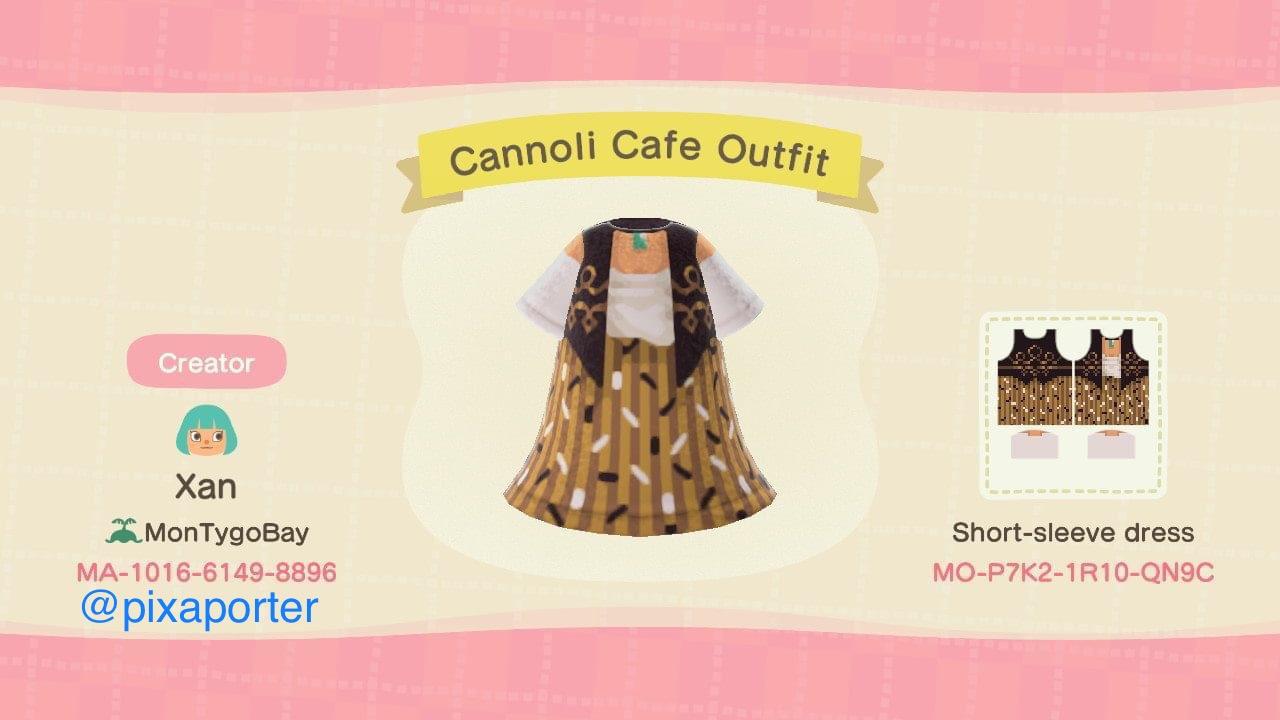 Cannoli Cafe Outfit
Creator
Xan
MonTygoBay
MA-1016-6149-8896
@pixaporter
Short-sleeve dress
MO-P7K2-1R10-QN9C